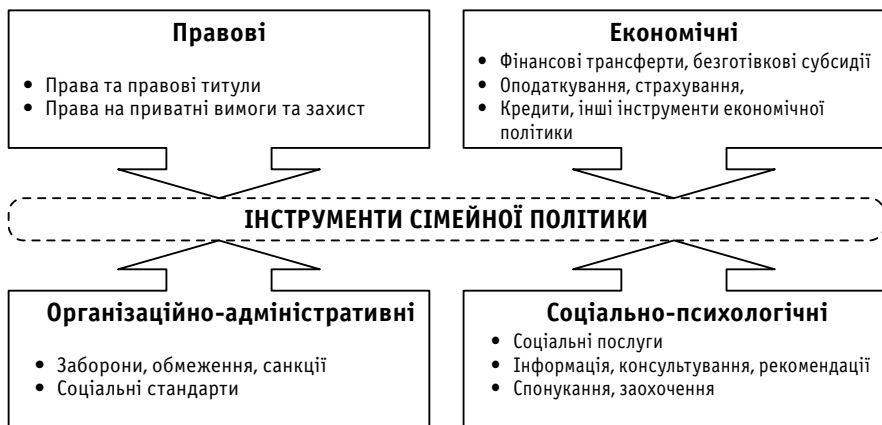 Правові
• Права та правові титули
• Права на приватні вимоги та захист
Економічні
• Фінансові трансферти, безготівкові субсидії
• Оподаткування, страхування,
• Кредити, інші інструменти економічної
політики
ІНСТРУМЕНТИ СІМЕЙНОЇ ПОЛІТИКИ
Організаційно-адміністративні
• Заборони, обмеження, санкції
• Соціальні стандарти
Соціально-психологічні
• Соціальні послуги
• Інформація, консультування, рекомендації
• Спонукання, заохочення